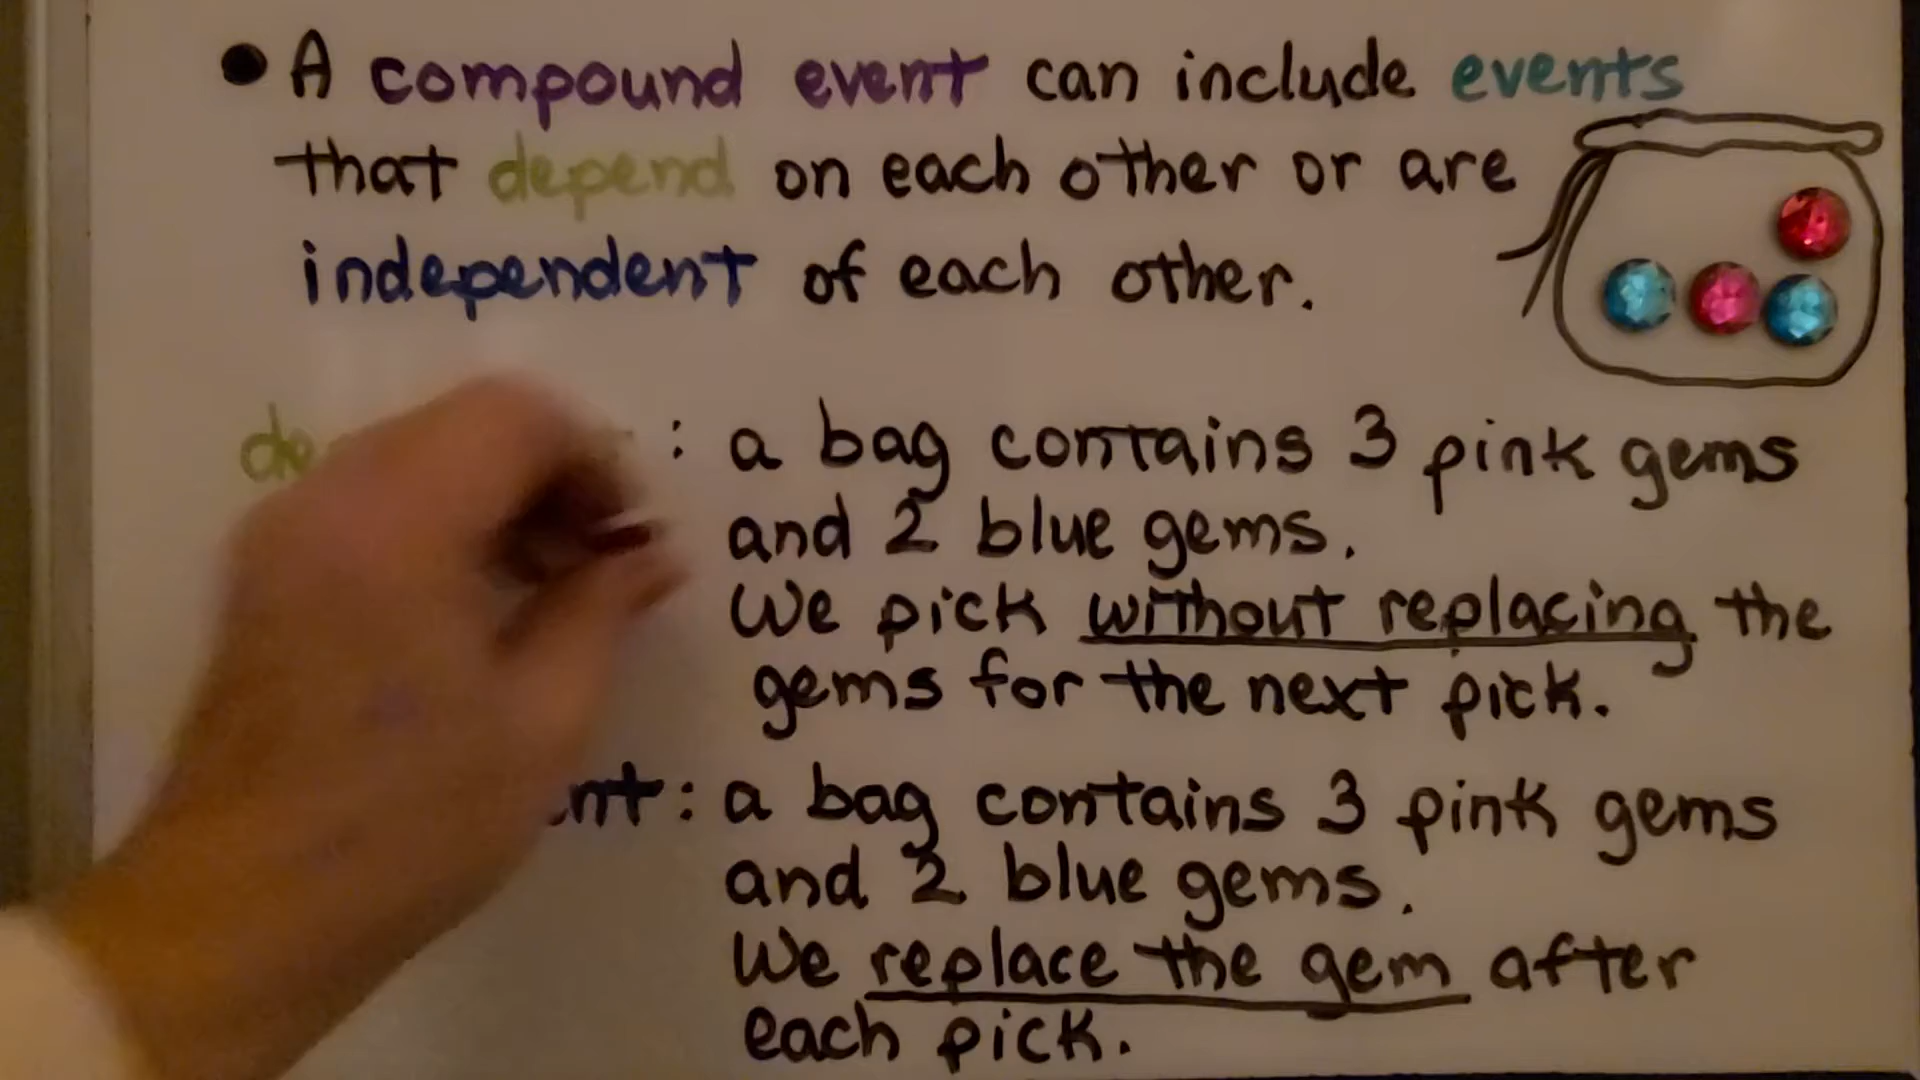 A compound event can include events
that depend on each other or are
independent of each other.
: a bag contains 3 pink gems
and 2 blue gems.
We pick without replacing the
gems for the next pick.
: a bag contains 3 pink gems
and 2 blue gems.
We replace the gem after
each pick.